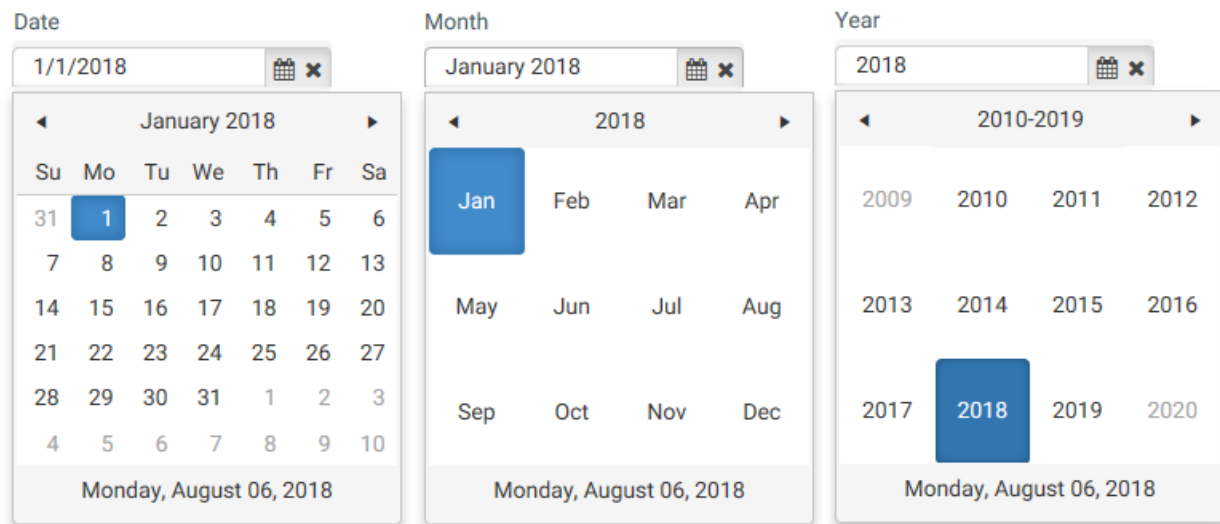 Date
1/1/2018
January 2018
Su Mo Tu We Th Fr Sa
31 1 2 3 4 5 6
7 8 9 10 11 12 13
14 15 16 17 18 19 20
21 22 23 24 25 26 27
28 29 30 31 1 2 3
4 5 6 7 8 9 10
Monday, August 06, 2018
Month
January 2018
2018
Jan Feb Mar Apr
May Jun Jul Aug
Sep Oct Nov Dec
Monday, August 06, 2018
Year
2018
2010-2019
2009 2010 2011 2012
2013 2014 2015 2016
2017 2018 2019 2020
Monday, August 06, 2018